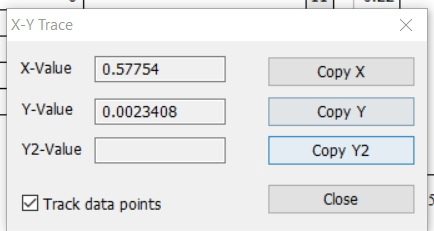 X-Y Trace
X-Value 0.57754 Copy X
Y-Value 0.0023408 Copy Y
Y2-Value Copy Y2
Track data points Close